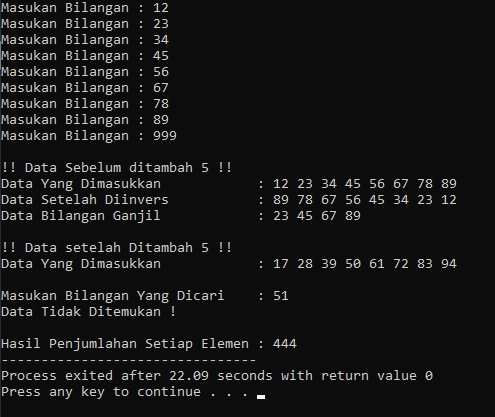 Masukan Bilangan : 12
Masukan Bilangan : 23
Masukan Bilangan : 34
Masukan Bilangan : 45
Masukan Bilangan : 56
Masukan Bilangan : 67
Masukan Bilangan : 78
Masukan Bilangan : 89
Masukan Bilangan : 999
!! Data Sebelum ditambah 5 !!
Data Yang Dimasukkan : 12 23 34 45 56 67 78 89
Data Setelah Diinvers : 89 78 67 56 45 34 23 12
Data Bilangan Ganjil : 23 45 67 89
!! Data setelah Ditambah 5 !!
Data Yang Dimasukkan : 17 28 39 50 61 72 83 94
Masukan Bilangan Yang Dicari : 51
Data Tidak Ditemukan !
Hasil Penjumlahan Setiap Elemen : 444
--------------------------------
Process exited after 22.09 seconds with return value 0
Press any key to continue . . .